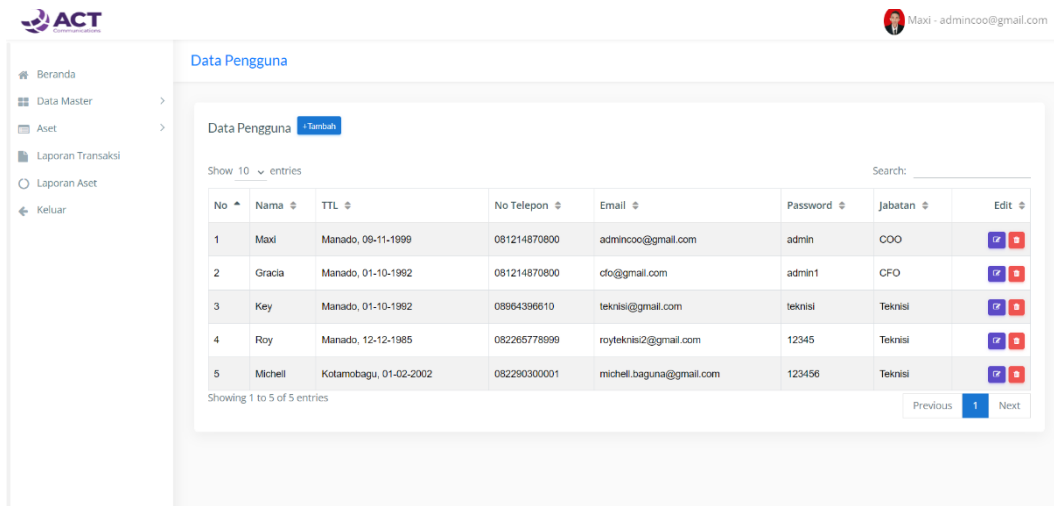 ACT
Communications
Maxi - admincoo@gmail.com
Beranda
Data Master
Aset
Laporan Transaksi
Laporan Aset
Keluar
Data Pengguna
Data Pengguna +Tambah
Show 10 entries Search:
No Nama TTL No Telepon Email Password Jabatan Edit
1 Maxi Manado, 09-11-1999 081214870800 admincoo@gmail.com admin COO
2 Gracia Manado, 01-10-1992 081214870800 cfo@gmail.com admin1 CFO
3 Key Manado, 01-10-1992 08964396610 teknisi@gmail.com teknisi Teknisi
4 Roy Manado, 12-12-1985 082265778999 royteknisi2@gmail.com 12345 Teknisi
5 Michell Kotamobagu, 01-02-2002 082290300001 michell.baguna@gmail.com 123456 Teknisi
Showing 1 to 5 of 5 entries
Previous 1 Next